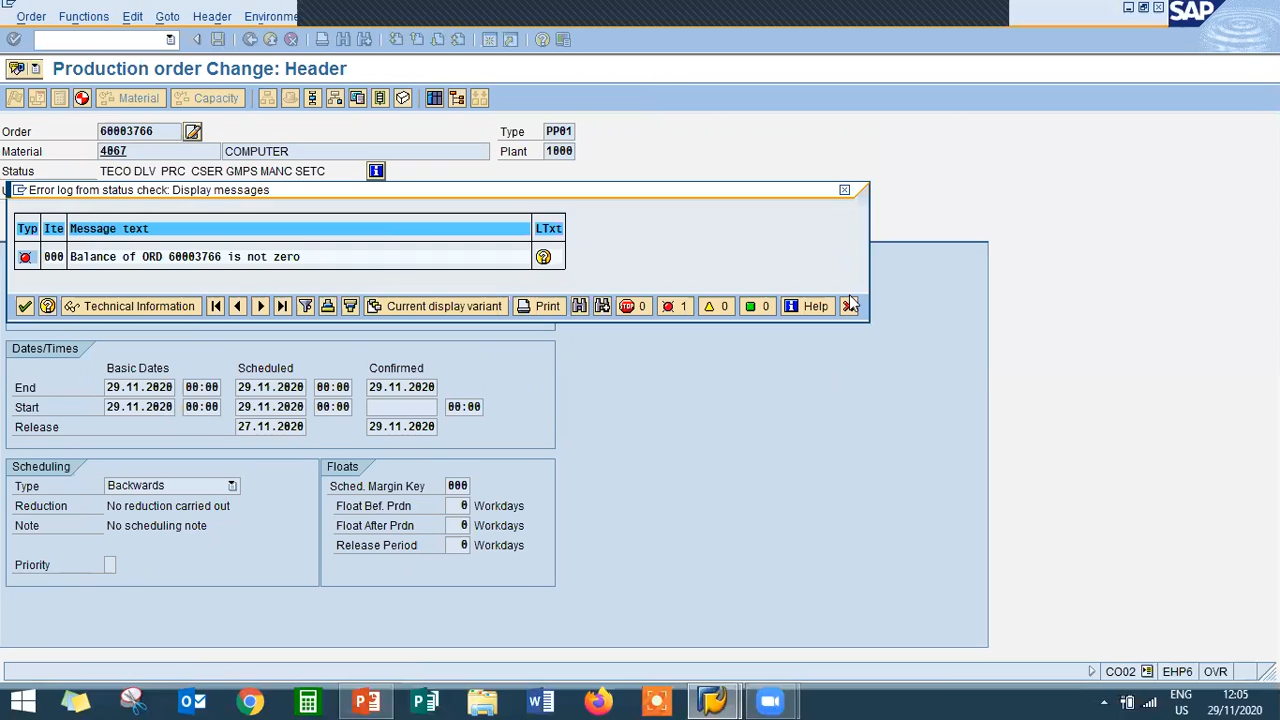 Order Functions Edit Goto Header Environme
SAP
Production order Change: Header
Material Capacity
Order 60003766 Type PP01
Material 4067 COMPUTER Plant 1000
Status TECO DLV PRC CSER GMPS MANC SETC
Error log from status check: Display messages
Typ Ite Message text LTxt
000 Balance of ORD 60003766 is not zero
Technical Information Current display variant Print STOP 0 1 0 0 Help
Dates/Times
Basic Dates Scheduled Confirmed
End 29.11.2020 00:00 29.11.2020 00:00 29.11.2020
Start 29.11.2020 00:00 29.11.2020 00:00 00:00
Release 27.11.2020 29.11.2020
Scheduling Floats
Type Backwards Sched. Margin Key 000
Reduction No reduction carried out Float Bef. Prdn 0 Workdays
Note No scheduling note Float After Prdn 0 Workdays
Release Period 0 Workdays
Priority
CO02 EHP6 OVR
ENG 12:05
US 29/11/2020